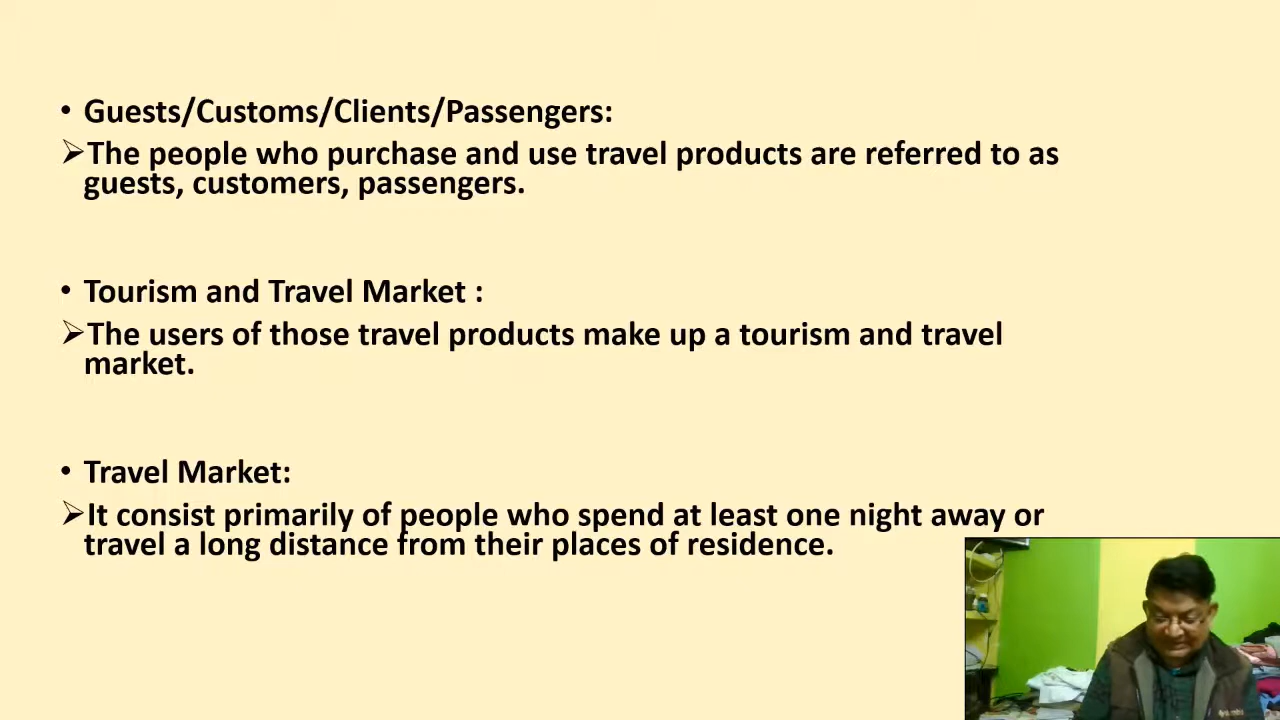 • Guests/Customs/Clients/Passengers:
➢The people who purchase and use travel products are referred to as
guests, customers, passengers.
• Tourism and Travel Market :
➢The users of those travel products make up a tourism and travel
market.
• Travel Market:
➢It consist primarily of people who spend at least one night away or
travel a long distance from their places of residence.